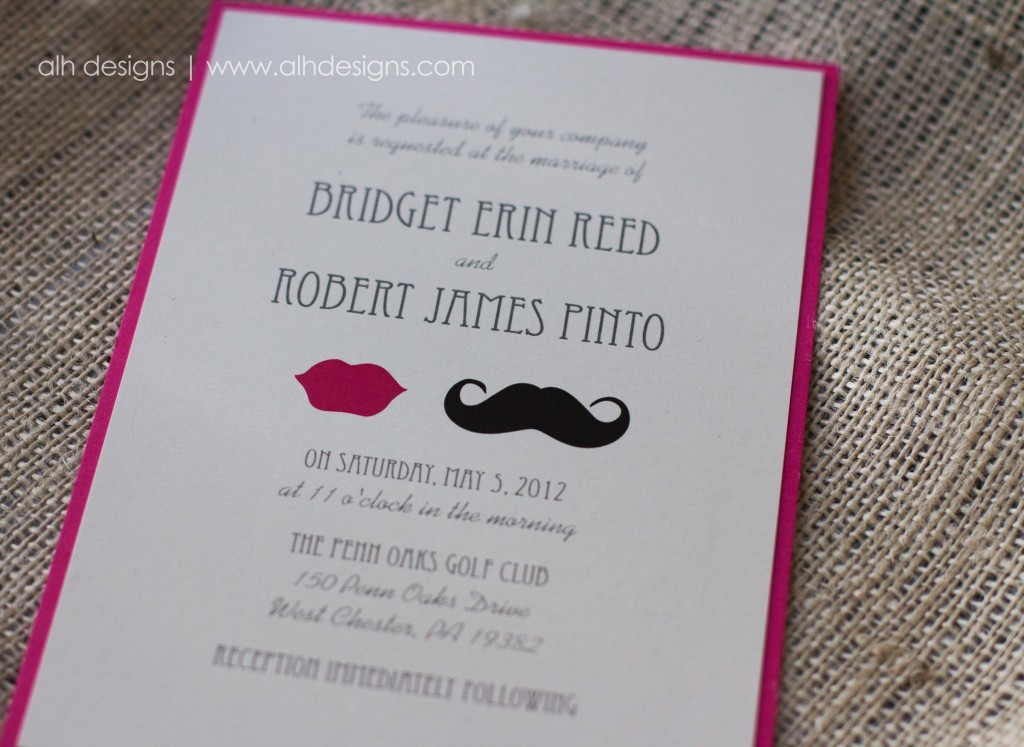 alh designs | www.alhdesigns.com
The pleasure of your company
is requested at the marriage of
BRIDGET ERIN REED
and
ROBERT JAMES PINTO
ON SATURDAY, MAY 5, 2012
at 11 o'clock in the morning
THE PENN OAKS GOLF CLUB
150 Penn Oaks Drive
West Chester, PA 19382
RECEPTION IMMEDIATELY FOLLOWING